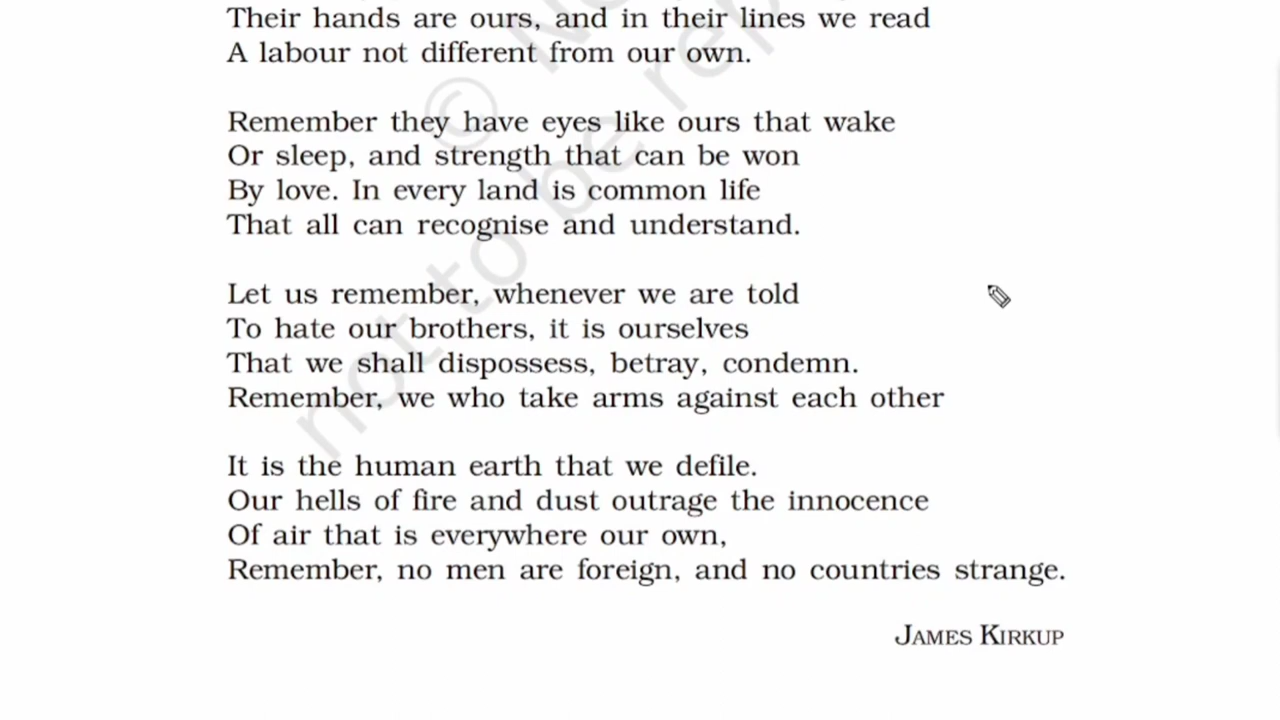 Their hands are ours, and in their lines we read
A labour not different from our own.
Remember they have eyes like ours that wake
Or sleep, and strength that can be won
By love. In every land is common life
That all can recognise and understand.
Let us remember, whenever we are told
To hate our brothers, it is ourselves
That we shall dispossess, betray, condemn.
Remember, we who take arms against each other
It is the human earth that we defile.
Our hells of fire and dust outrage the innocence
Of air that is everywhere our own,
Remember, no men are foreign, and no countries strange.
JAMES KIRKUP
©
not to be